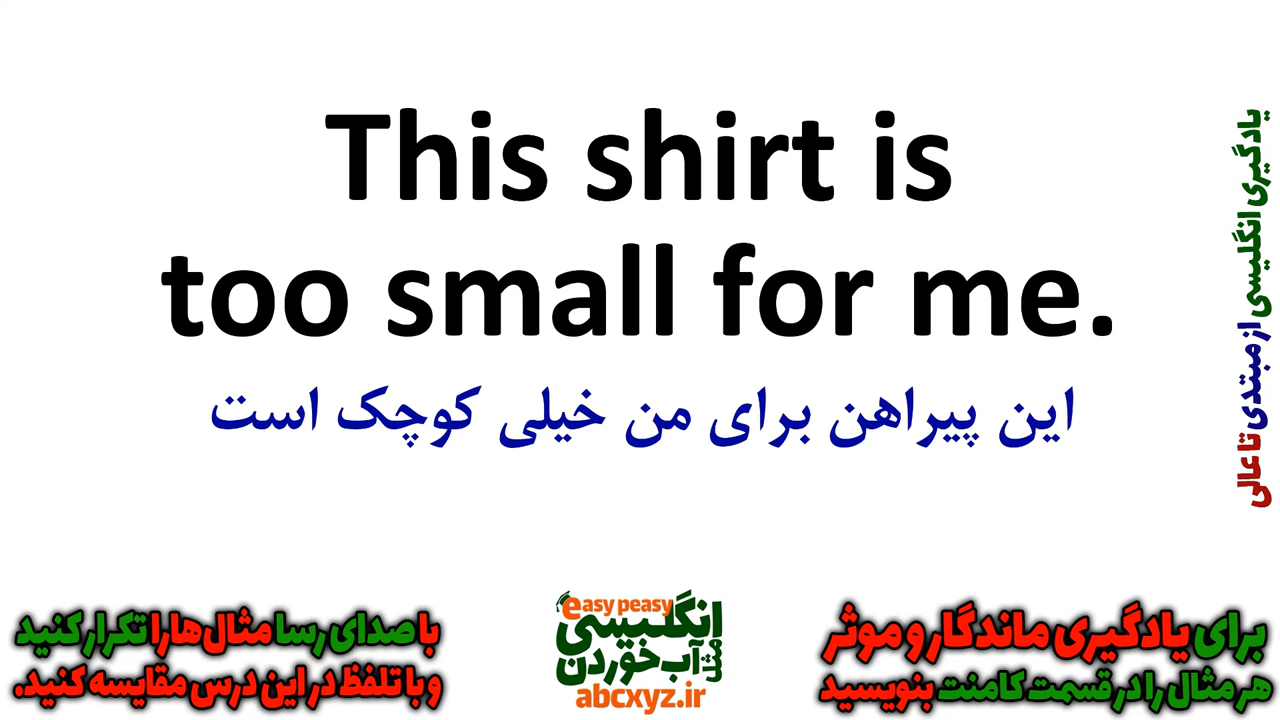 This shirt is
too small for me.
این پیراهن برای من خیلی کوچک است
یادگیری انگلیسی از مبتدی تا عالی
برای یادگیری ماندگار و موثر
هر مثال را در قسمت کامنت بنویسید
easy peasy
انگلیسی
مثل آب خوردن
abcxyz.ir
با صدای رسا مثال‌ها را تکرار کنید
و با تلفظ در این درس مقایسه کنید.